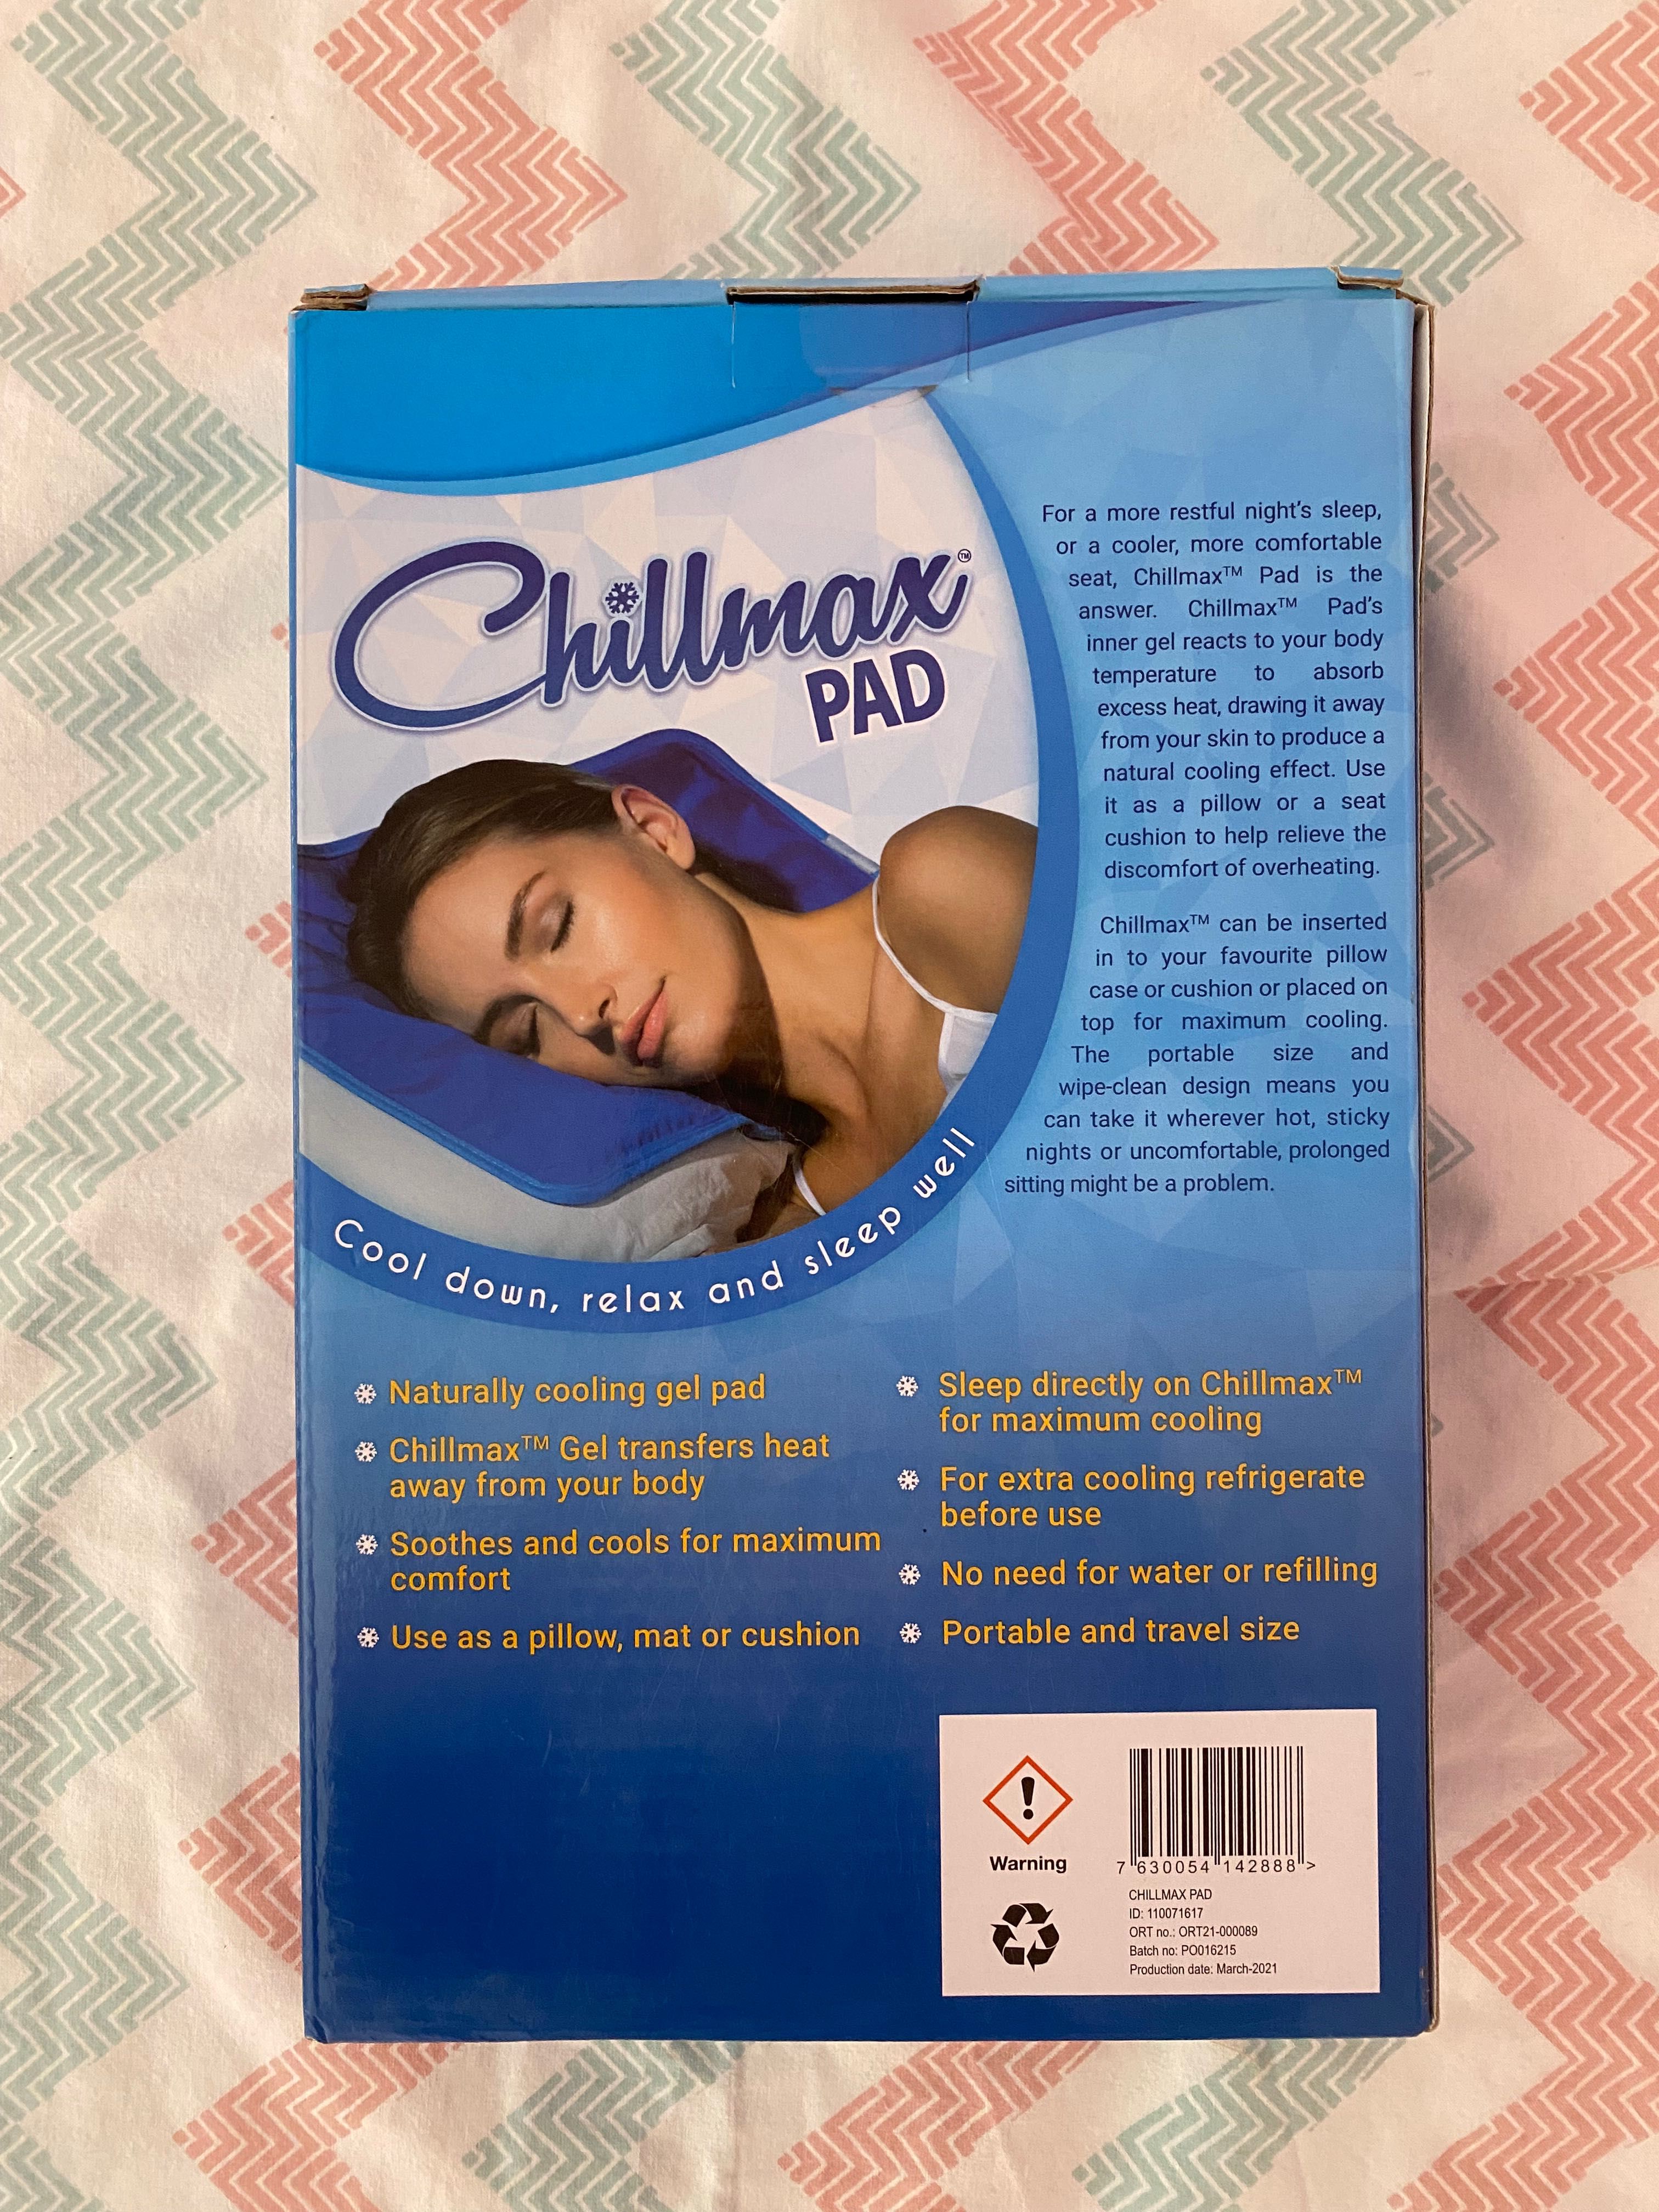 Chillmax™
PAD
For a more restful night's sleep,
or a cooler, more comfortable
seat, Chillmax™ Pad is the
answer. Chillmax™ Pad's
inner gel reacts to your body
temperature to absorb
excess heat, drawing it away
from your skin to produce a
natural cooling effect. Use
it as a pillow or a seat
cushion to help relieve the
discomfort of overheating.
Chillmax™ can be inserted
in to your favourite pillow
case or cushion or placed on
top for maximum cooling.
The portable size and
wipe-clean design means you
can take it wherever hot, sticky
nights or uncomfortable, prolonged
sitting might be a problem.
Cool down, relax and sleep well
Naturally cooling gel pad
Chillmax™ Gel transfers heat
away from your body
Soothes and cools for maximum
comfort
Use as a pillow, mat or cushion
Sleep directly on Chillmax™
for maximum cooling
For extra cooling refrigerate
before use
No need for water or refilling
Portable and travel size
Warning
7 630054 142888 >
CHILLMAX PAD
ID: 110071617
ORT no.: ORT21-000089
Batch no: PO016215
Production date: March-2021